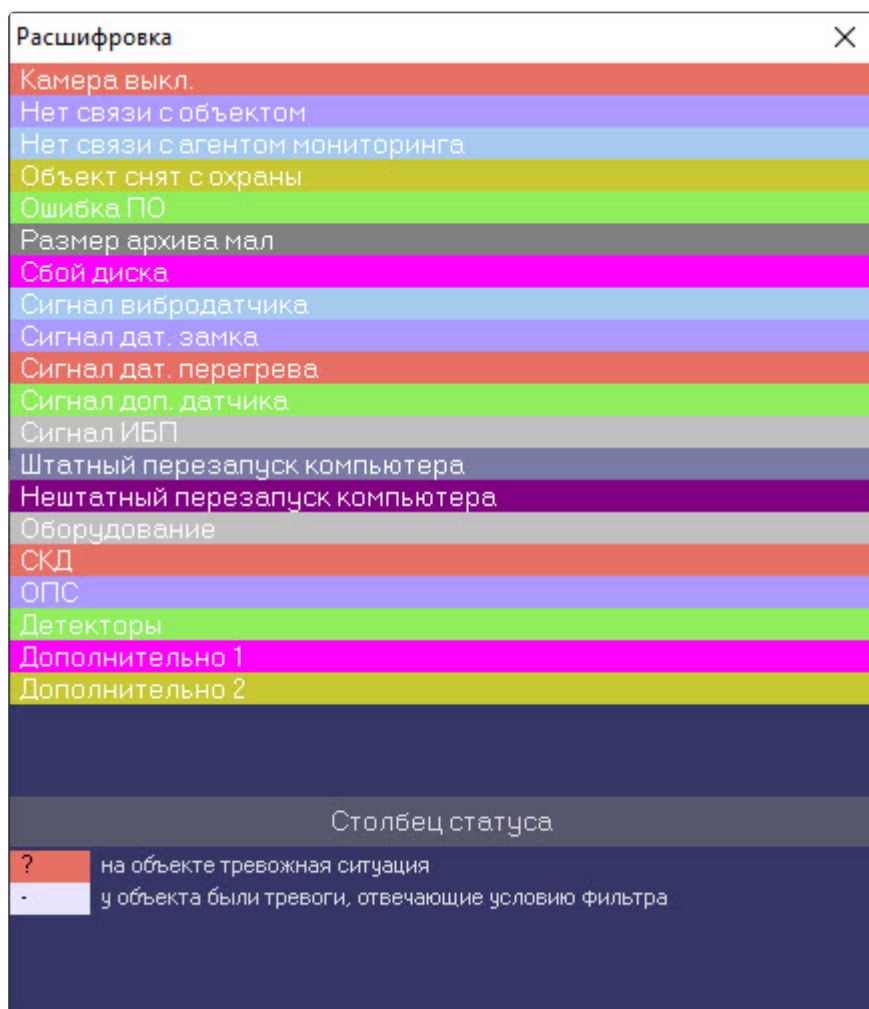 Расшифровка
Камера выкл.
Нет связи с объектом
Нет связи с агентом мониторинга
Объект снят с охраны
Ошибка ПО
Размер архива мал
Сбой диска
Сигнал вибродатчика
Сигнал дат. замка
Сигнал дат. перегрева
Сигнал доп. датчика
Сигнал ИБП
Штатный перезапуск компьютера
Нештатный перезапуск компьютера
Оборудование
СКД
ОПС
Детекторы
Дополнительно 1
Дополнительно 2
Столбец статуса
? на объекте тревожная ситуация
- у объекта были тревоги, отвечающие условию фильтра